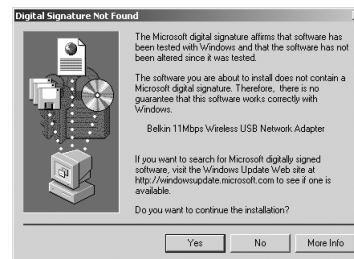 Digital Signature Not Found
The Microsoft digital signature affirms that software has
been tested with Windows and that the software has not
been altered since it was tested.
The software you are about to install does not contain a
Microsoft digital signature. Therefore, there is no
guarantee that this software works correctly with
Windows.
Belkin 11Mbps Wireless USB Network Adapter
If you want to search for Microsoft digitally signed
software, visit the Windows Update Web site at
http://windowsupdate.microsoft.com to see if one is
available.
Do you want to continue the installation?
Yes
No
More Info